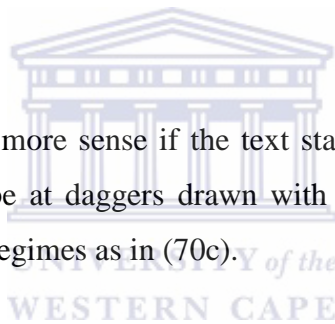 more sense if the text sta
be at daggers drawn with
regimes as in (70c).
UNIVERSITY of the
WESTERN CAPE